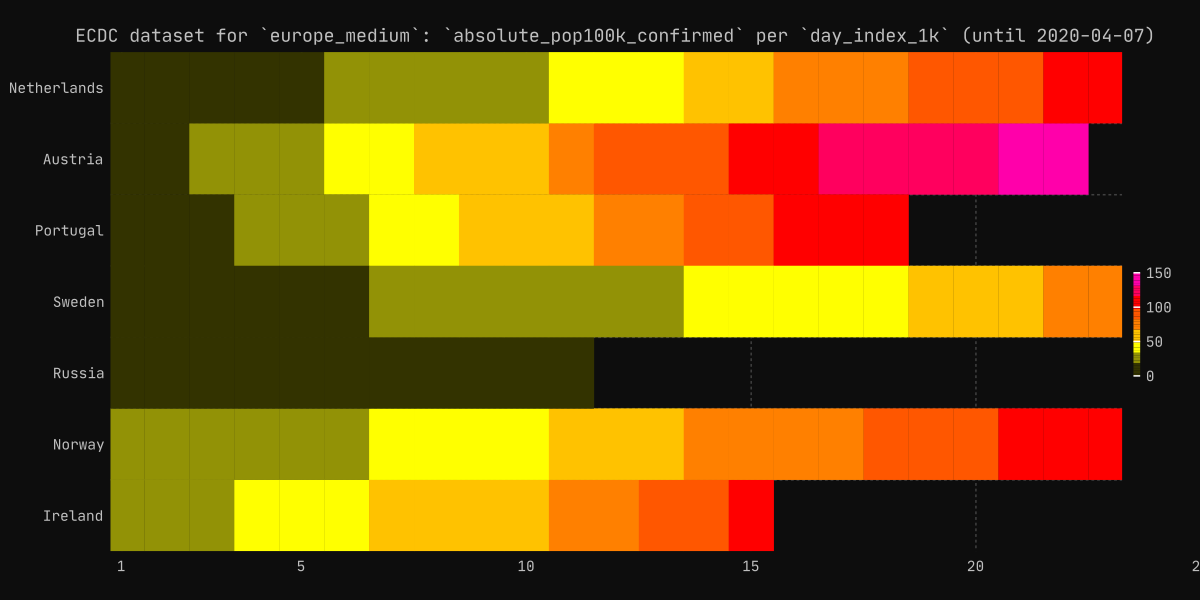 ECDC dataset for `europe_medium`: `absolute_pop100k_confirmed` per `day_index_1k` (until 2020-04-07)
Netherlands
Austria
Portugal
Sweden
Russia
Norway
Ireland
150
100
50
0
1 5 10 15 20 2